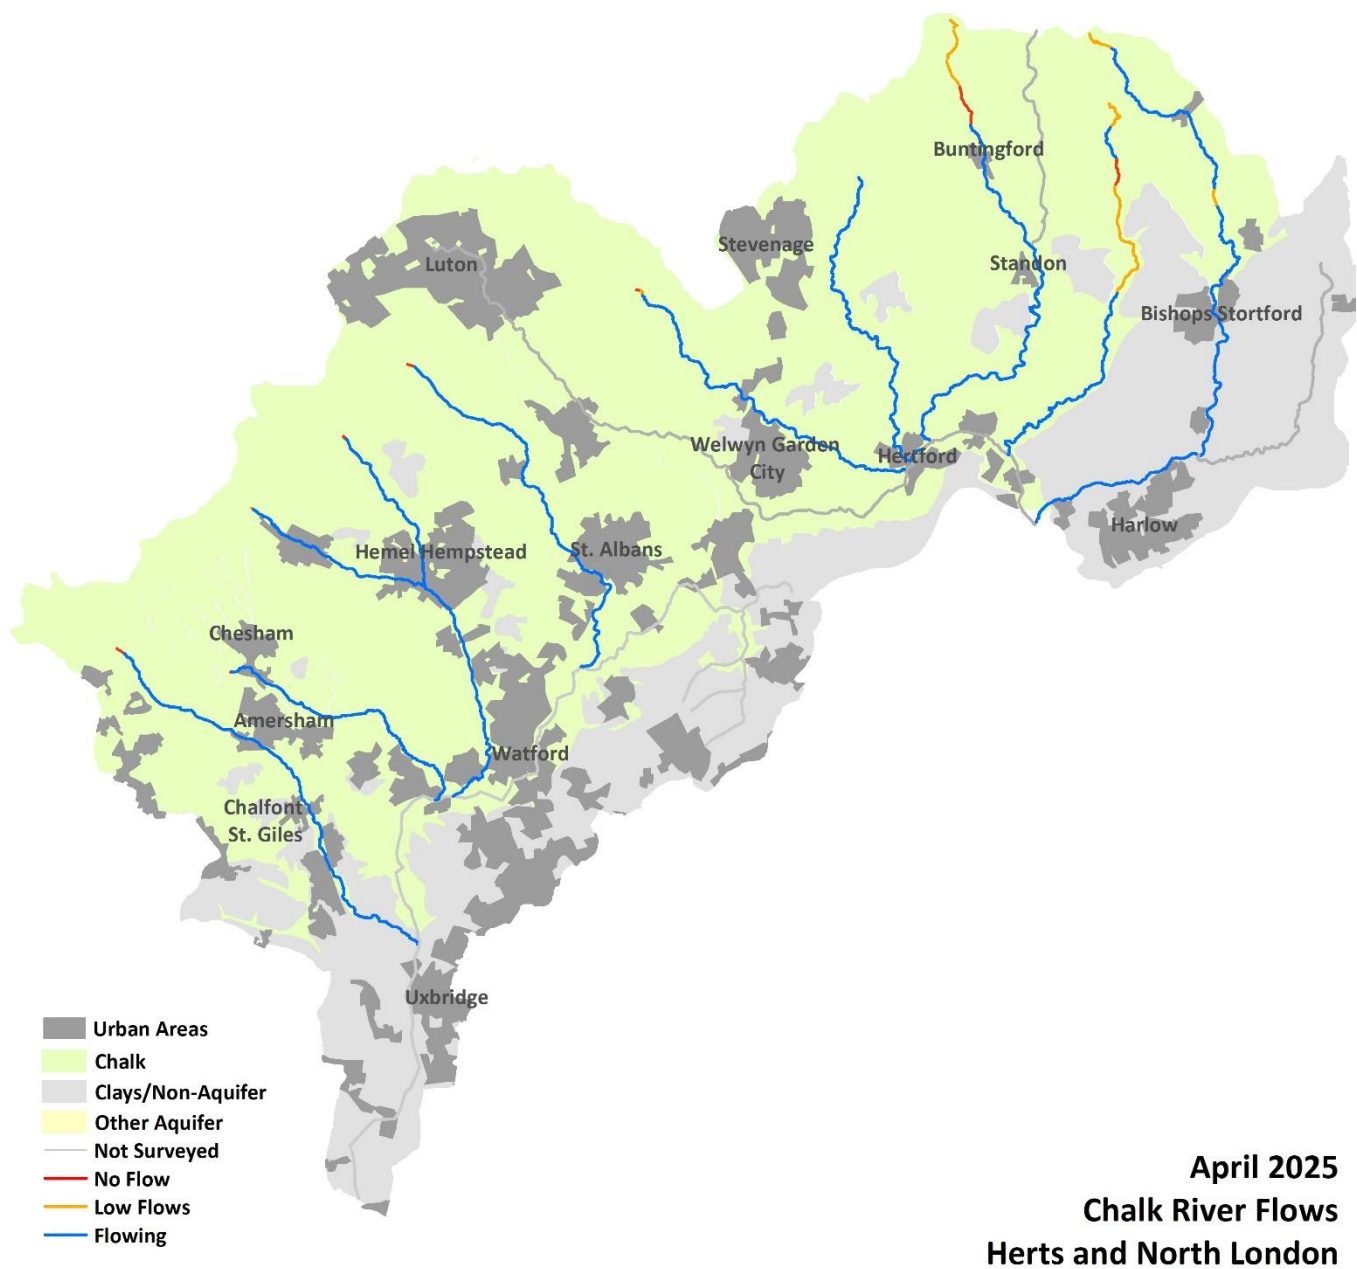 Buntingford
Stevenage
Luton
Standon
Bishops Stortford
Welwyn Garden
City
Hertford
Harlow
Hemel Hempstead
St. Albans
Chesham
Amersham
Watford
Chalfont
St. Giles
Uxbridge
Urban Areas
Chalk
Clays/Non-Aquifer
Other Aquifer
Not Surveyed
No Flow
Low Flows
Flowing
April 2025
Chalk River Flows
Herts and North London